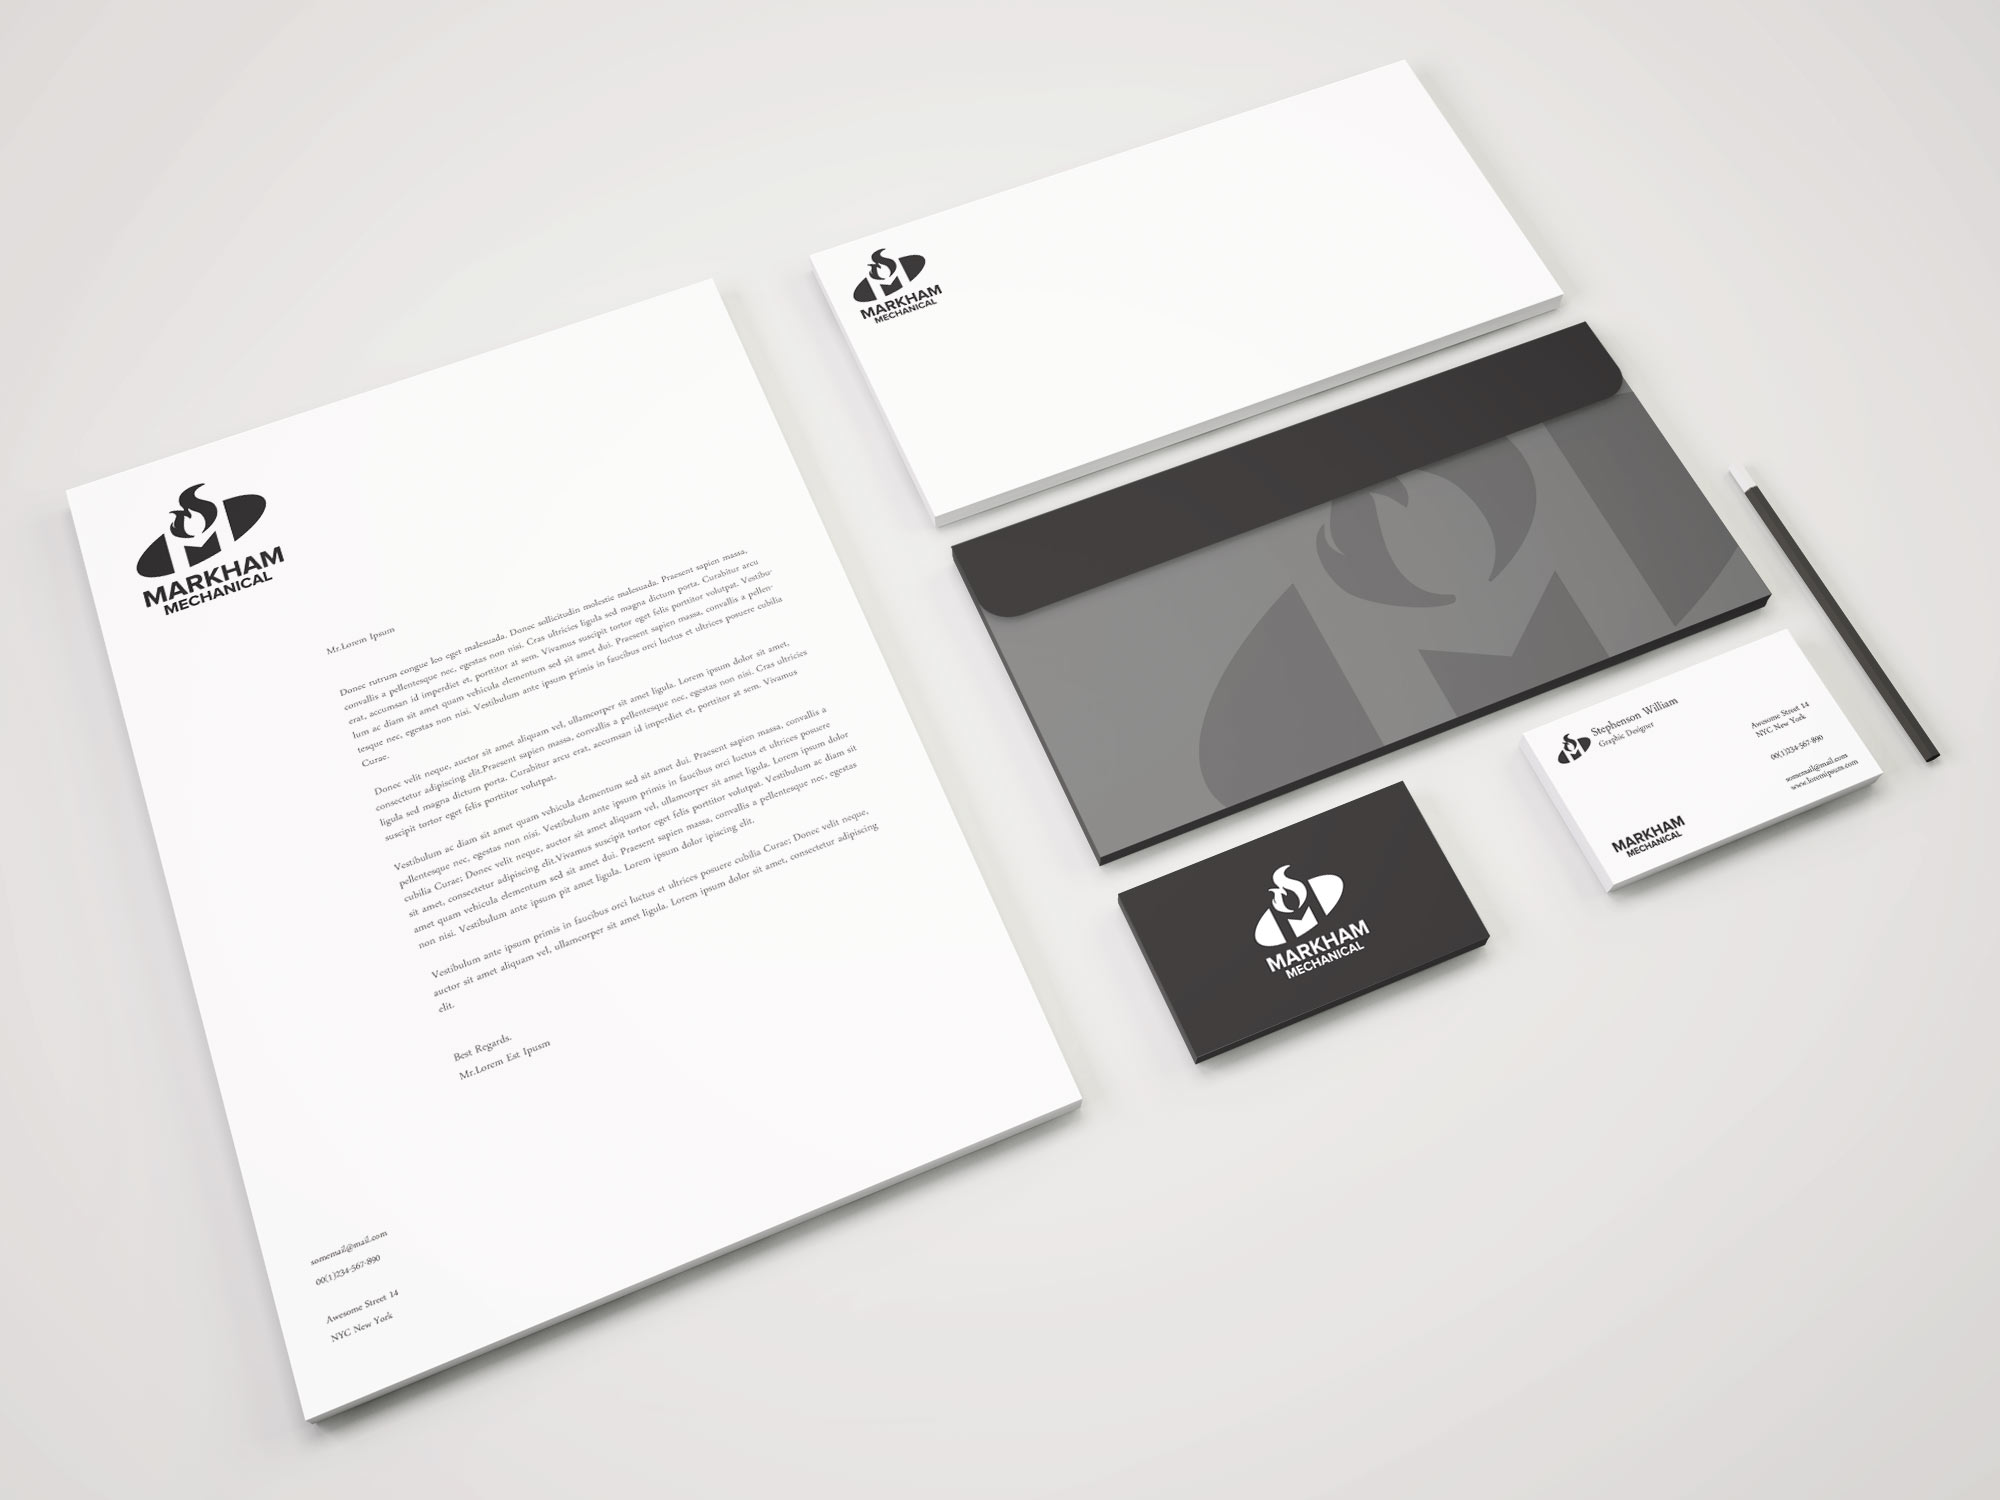 MARKHAM
MECHANICAL
Mr.Lorem Ipsum
Donec rutrum congue leo eget malesuada. Donec sollicitudin molestie malesuada. Praesent sapien massa,
convallis a pellentesque nec, egestas non nisi. Cras ultricies ligula sed magna dictum porta. Curabitur arcu
erat, accumsan id imperdiet et, porttitor at sem. Vivamus suscipit tortor eget felis porttitor volutpat. Vestibu-
lum ac diam sit amet quam vehicula elementum sed sit amet dui. Praesent sapien massa, convallis a pellen-
tesque nec, egestas non nisi. Vestibulum ante ipsum primis in faucibus orci luctus et ultrices posuere cubilia
Curae.
Donec velit neque, auctor sit amet aliquam vel, ullamcorper sit amet ligula. Lorem ipsum dolor sit amet,
consectetur adipiscing elit.Praesent sapien massa, convallis a pellentesque nec, egestas non nisi. Cras ultricies
ligula sed magna dictum porta. Curabitur arcu erat, accumsan id imperdiet et, porttitor at sem. Vivamus
suscipit tortor eget felis porttitor volutpat.
Vestibulum ac diam sit amet quam vehicula elementum sed sit amet dui. Praesent sapien massa, convallis a
pellentesque nec, egestas non nisi. Vestibulum ante ipsum primis in faucibus orci luctus et ultrices posuere
cubilia Curae; Donec velit neque, auctor sit amet aliquam vel, ullamcorper sit amet ligula. Lorem ipsum dolor
sit amet, consectetur adipiscing elit.Vivamus suscipit tortor eget felis porttitor volutpat. Vestibulum ac diam sit
amet quam vehicula elementum sed sit amet dui. Praesent sapien massa, convallis a pellentesque nec, egestas
non nisi. Vestibulum ante ipsum pit amet ligula. Lorem ipsum dolor ipiscing elit.
Vestibulum ante ipsum primis in faucibus orci luctus et ultrices posuere cubilia Curae; Donec velit neque,
auctor sit amet aliquam vel, ullamcorper sit amet ligula. Lorem ipsum dolor sit amet, consectetur adipiscing
elit.
Best Regards.
Mr.Lorem Est Ipusm
somemail@mail.com
00(1)234-567-890
Awesome Street 14
NYC New York
MARKHAM
MECHANICAL
MARKHAM
MECHANICAL
Stephenson William
Graphic Designer
Awesome Street 14
NYC New York
00(1)234-567-890
somemail@mail.com
www.loremipsum.com
MARKHAM
MECHANICAL